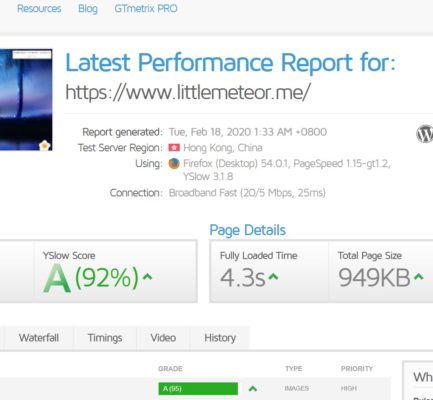 Resources Blog GTmetrix PRO
Latest Performance Report for:
https://www.littlemeteor.me/
Report generated: Tue, Feb 18, 2020 1:33 AM +0800
Test Server Region: Hong Kong, China
Using: Firefox (Desktop) 54.0.1, PageSpeed 1.15-gt1.2,
YSlow 3.1.8
Connection: Broadband Fast (20/5 Mbps, 25ms)
Page Details
YSlow Score Fully Loaded Time Total Page Size
A (92%) 4.3s 949KB
Waterfall Timings Video History
GRADE TYPE PRIORITY
A (95) IMAGES HIGH